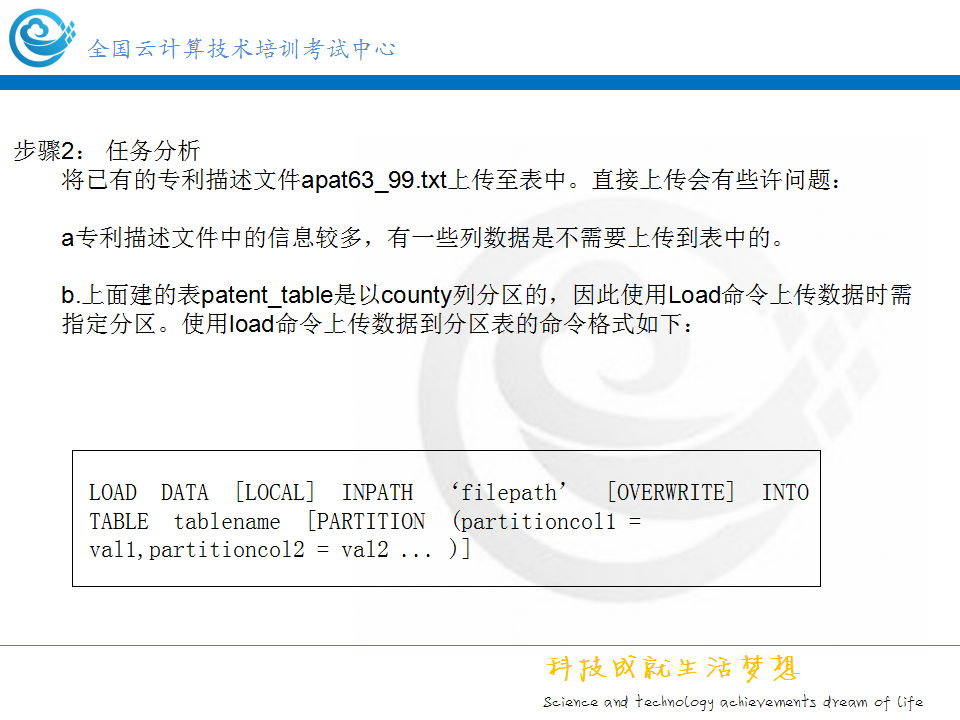 全国云计算技术培训考试中心
步骤2： 任务分析
将已有的专利描述文件apat63_99.txt上传至表中。直接上传会有些许问题：
a专利描述文件中的信息较多，有一些列数据是不需要上传到表中的。
b.上面建的表patent_table是以county列分区的，因此使用Load命令上传数据时需
指定分区。使用load命令上传数据到分区表的命令格式如下：
LOAD DATA [LOCAL] INPATH ‘filepath’ [OVERWRITE] INTO
TABLE tablename [PARTITION (partitioncol1 =
val1,partitioncol2 = val2 ... )]
科技成就生活梦想
Science and technology achievements dream of life